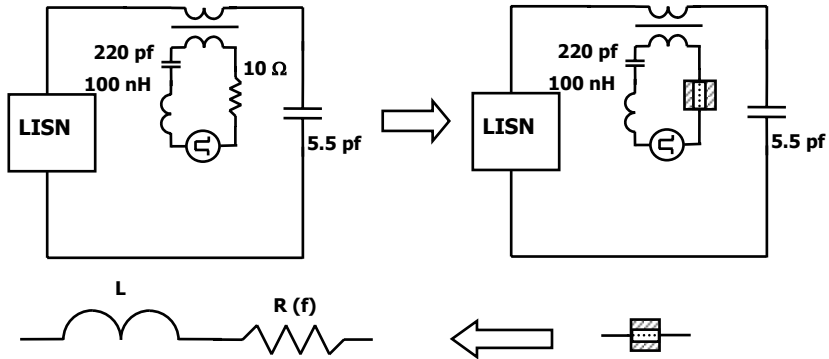 220 pf
100 nH
10 Ω
LISN
5.5 pf
220 pf
100 nH
LISN
5.5 pf
L
R (f)